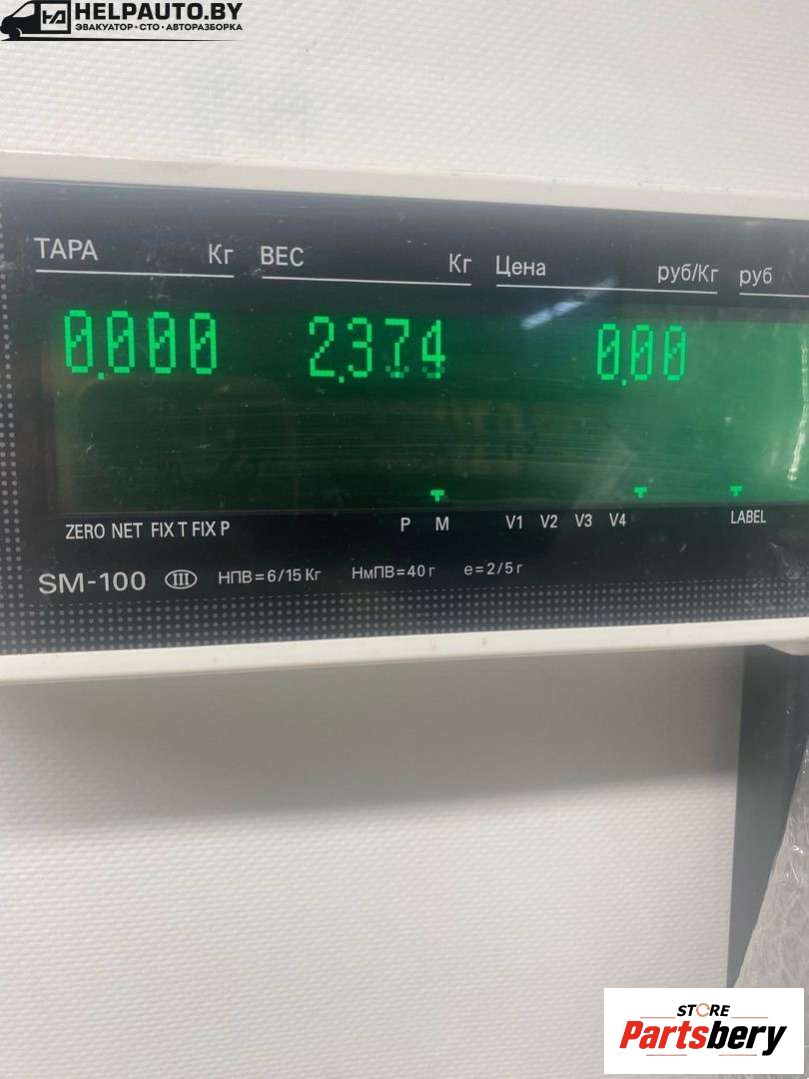 HELPAUTO.BY
ЭВАКУАТОР • СТО • АВТОРАЗБОРКА
ТАРА Кг ВЕС Кг Цена руб/Кг руб
0.000 2.374 0.00
ZERO NET FIX T FIX P P M V1 V2 V3 V4 LABEL
SM-100 III НПВ=6/15 Кг НмПВ=40 г e=2/5 г
STORE
Partsbery